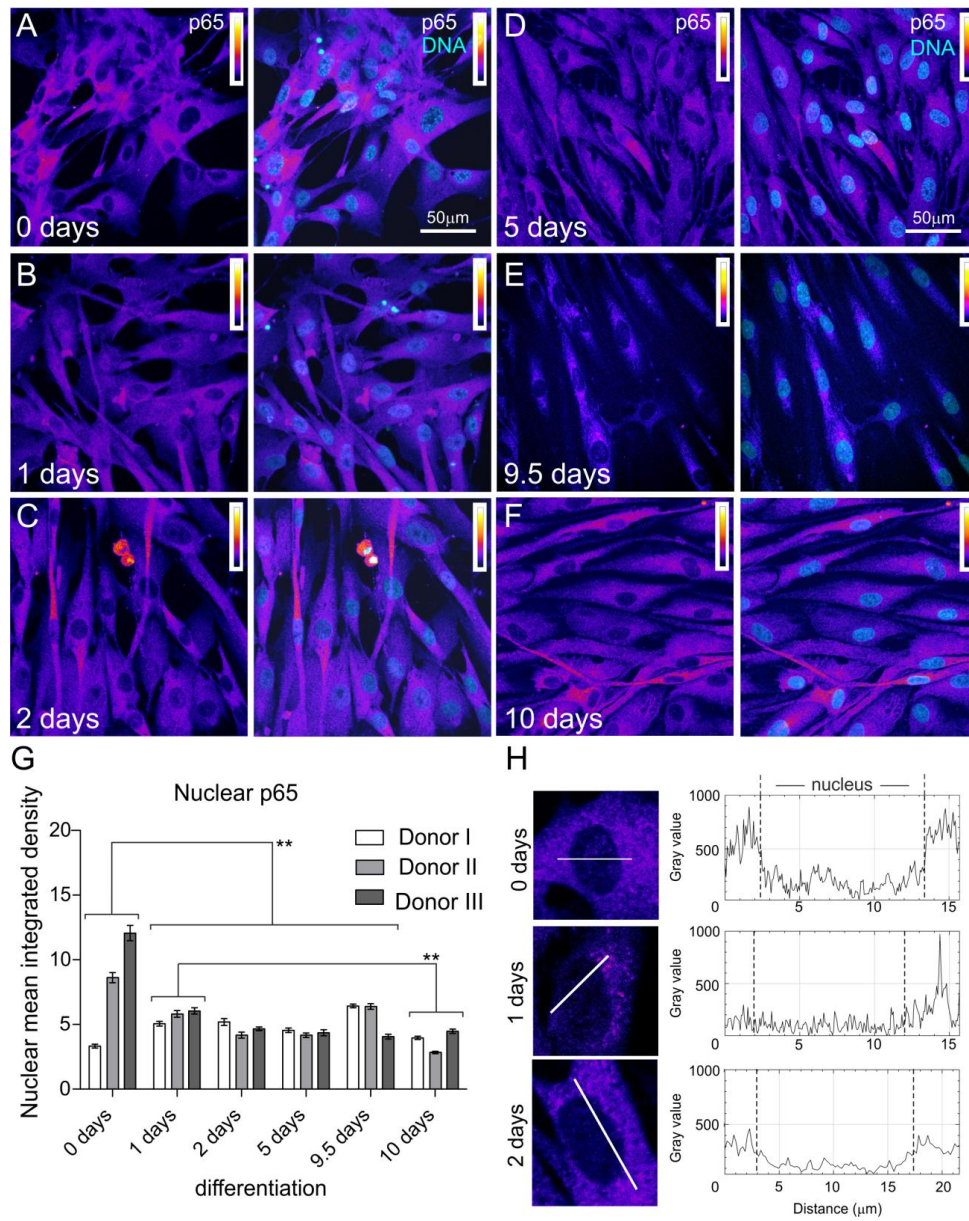 A
p65
p65
DNA
0 days
50μm
D
p65
p65
DNA
5 days
50μm
B
1 days
E
9.5 days
C
2 days
F
10 days
G
Nuclear p65
Nuclear mean integrated density
20
15
10
5
0
**
**
Donor I
Donor II
Donor III
0 days
1 days
2 days
5 days
9.5 days
10 days
differentiation
H
0 days
1 days
2 days
nucleus
Gray value
1000
500
0
5
10
15
Gray value
1000
500
0
5
10
15
Gray value
1000
500
0
5
10
15
20
Distance (μm)